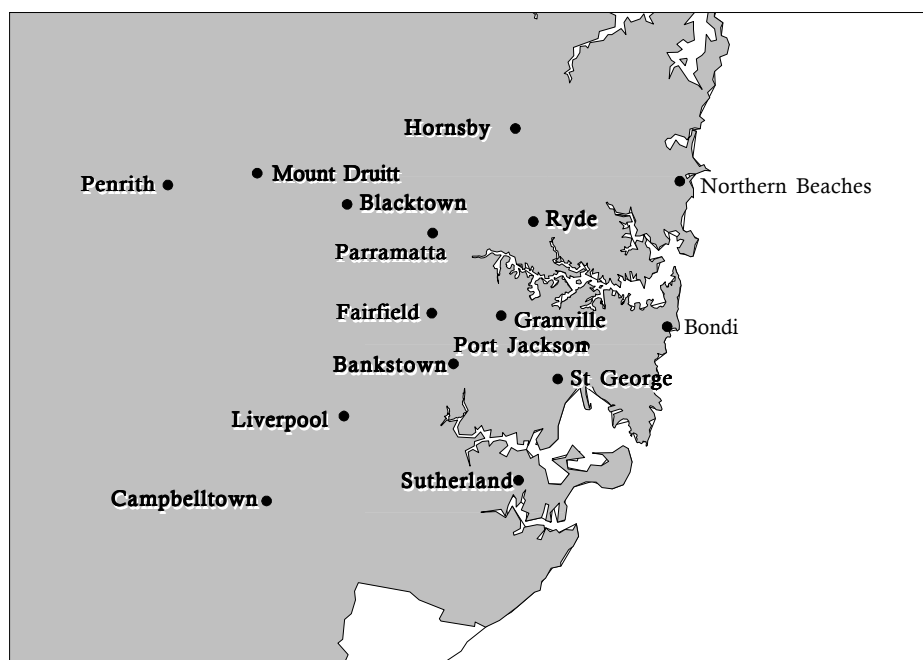 Hornsby
Mount Druitt
Penrith
Northern Beaches
Blacktown
Ryde
Parramatta
Fairfield
Granville
Bondi
Port Jackson
Bankstown
St George
Liverpool
Sutherland
Campbelltown